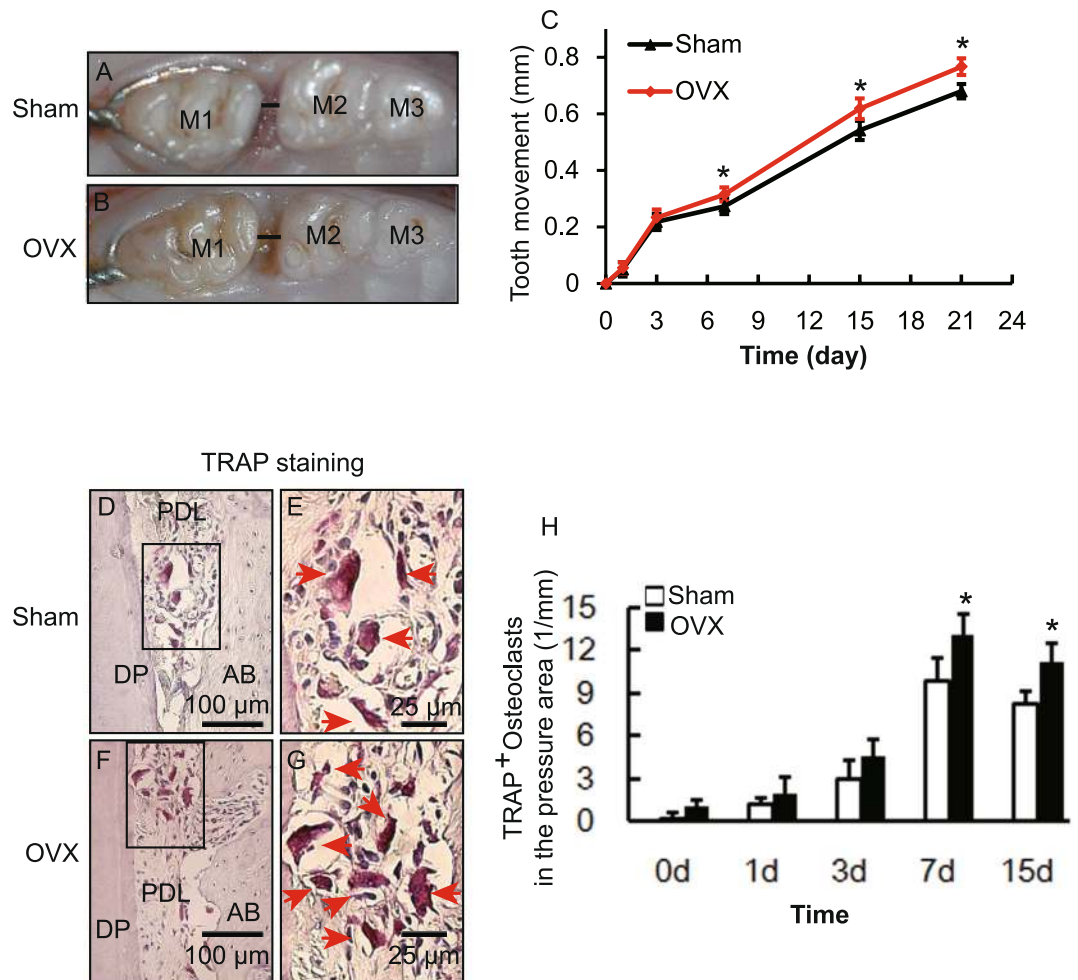 A
Sham
M1
M2
M3
B
OVX
M1
M2
M3
C
Sham
OVX
Tooth movement (mm)
0.8
0.6
0.4
0.2
0
*
*
*
0 3 6 9 12 15 18 21 24
Time (day)
TRAP staining
D
PDL
Sham
DP
AB
100 µm
E
25 µm
F
OVX
PDL
DP
AB
100 µm
G
25 µm
H
Sham
OVX
TRAP+Osteoclasts
in the pressure area (1/mm)
15
12
9
6
3
0
*
*
0d 1d 3d 7d 15d
Time